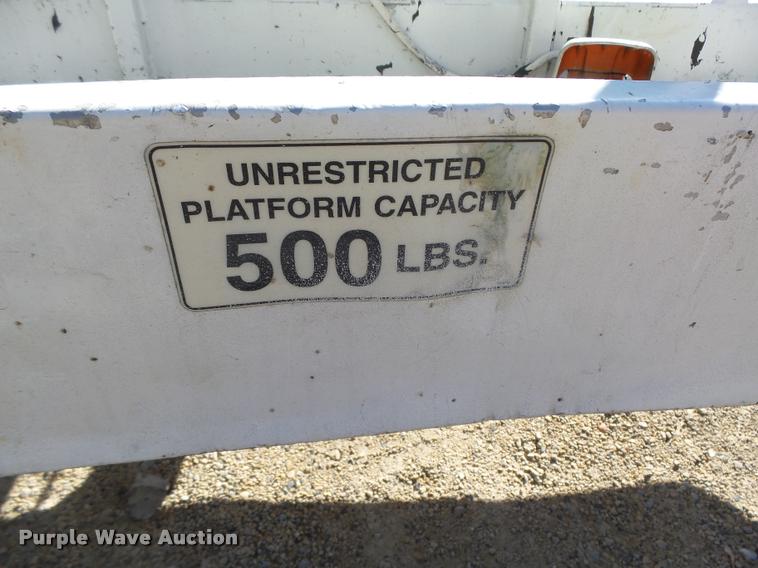 UNRESTRICTED
PLATFORM CAPACITY
500 LBS.
Purple Wave Auction